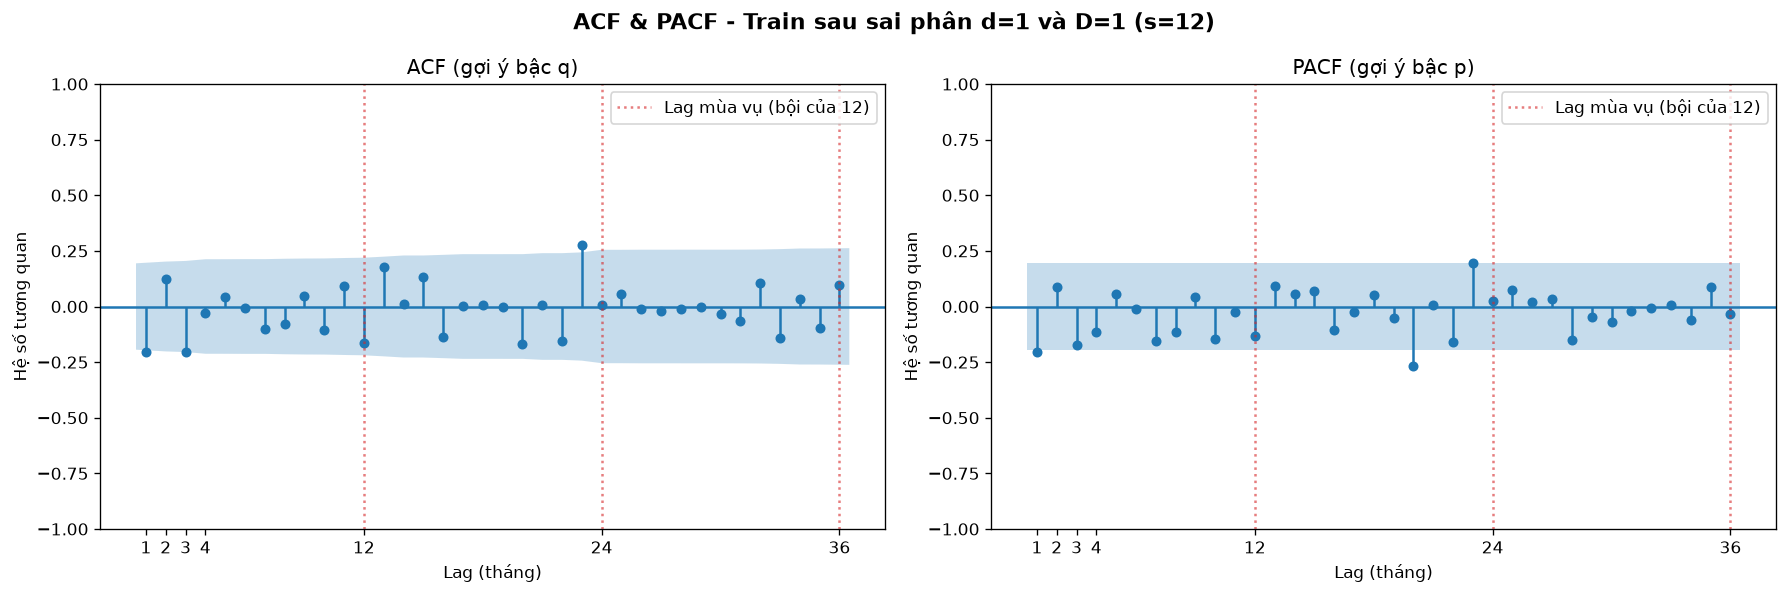 ACF & PACF - Train sau sai phân d=1 và D=1 (s=12)
ACF (gợi ý bậc q)
Hệ số tương quan
1.00
0.75
0.50
0.25
0.00
−0.25
−0.50
−0.75
−1.00
Lag mùa vụ (bội của 12)
1 2 3 4 12 24 36
Lag (tháng)
PACF (gợi ý bậc p)
Hệ số tương quan
1.00
0.75
0.50
0.25
0.00
−0.25
−0.50
−0.75
−1.00
Lag mùa vụ (bội của 12)
1 2 3 4 12 24 36
Lag (tháng)